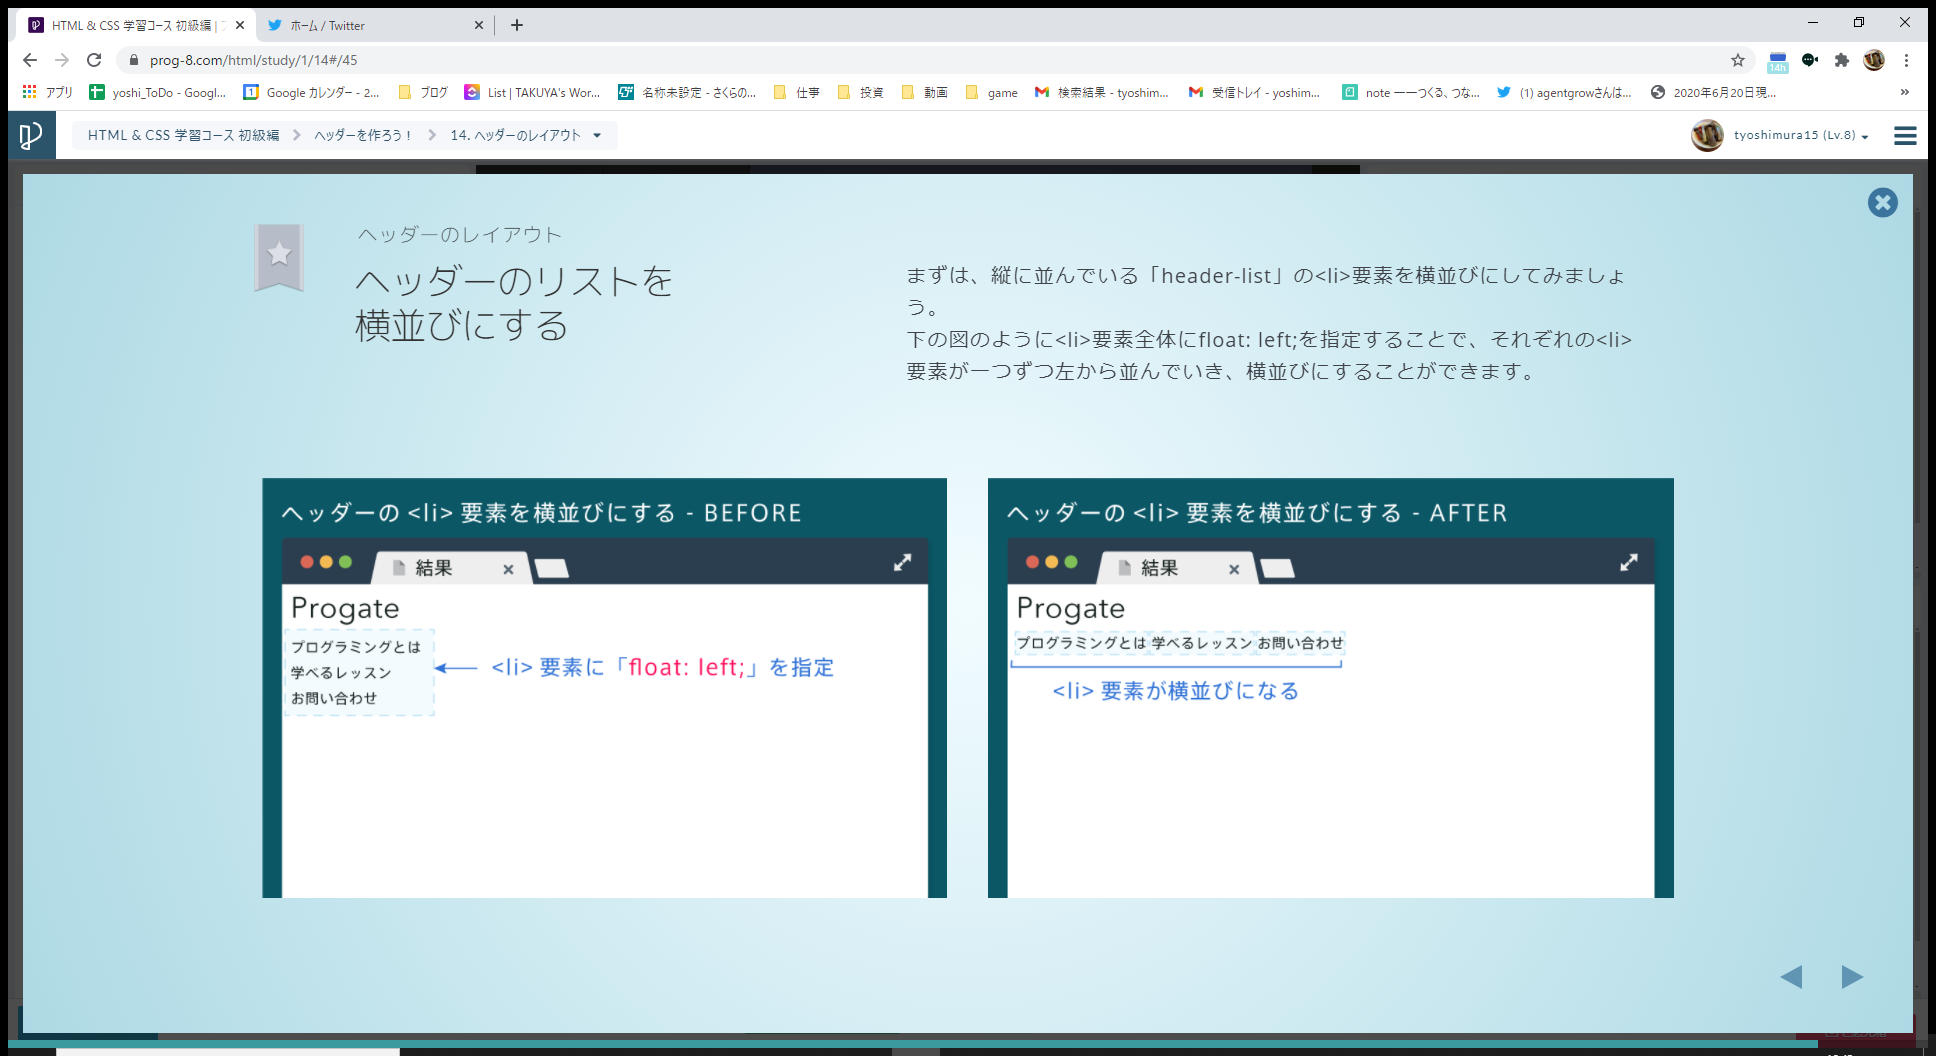 HTML & CSS 学習コース 初級編 |
ホーム / Twitter
prog-8.com/html/study/1/14#/45
14h
アプリ
yoshi_ToDo - Googl...
Google カレンダー - 2...
ブログ
List | TAKUYA's Wor...
名称未設定 - さくらの...
仕事
投資
動画
game
検索結果 - tyoshim...
受信トレイ - yoshim...
note ――つくる、つな...
(1) agentgrowさんは...
2020年6月20日現...
»
HTML & CSS 学習コース 初級編
ヘッダーを作ろう！
14. ヘッダーのレイアウト
tyoshimura15 (Lv.8)
ヘッダーのレイアウト
ヘッダーのリストを
横並びにする
まずは、縦に並んでいる「header-list」の<li>要素を横並びにしてみましょ
う。
下の図のように<li>要素全体にfloat: left;を指定することで、それぞれの<li>
要素が一つずつ左から並んでいき、横並びにすることができます。
ヘッダーの <li> 要素を横並びにする - BEFORE
結果
Progate
プログラミングとは
学べるレッスン
お問い合わせ
<li> 要素に「float: left;」を指定
ヘッダーの <li> 要素を横並びにする - AFTER
結果
Progate
プログラミングとは 学べるレッスン お問い合わせ
<li> 要素が横並びになる